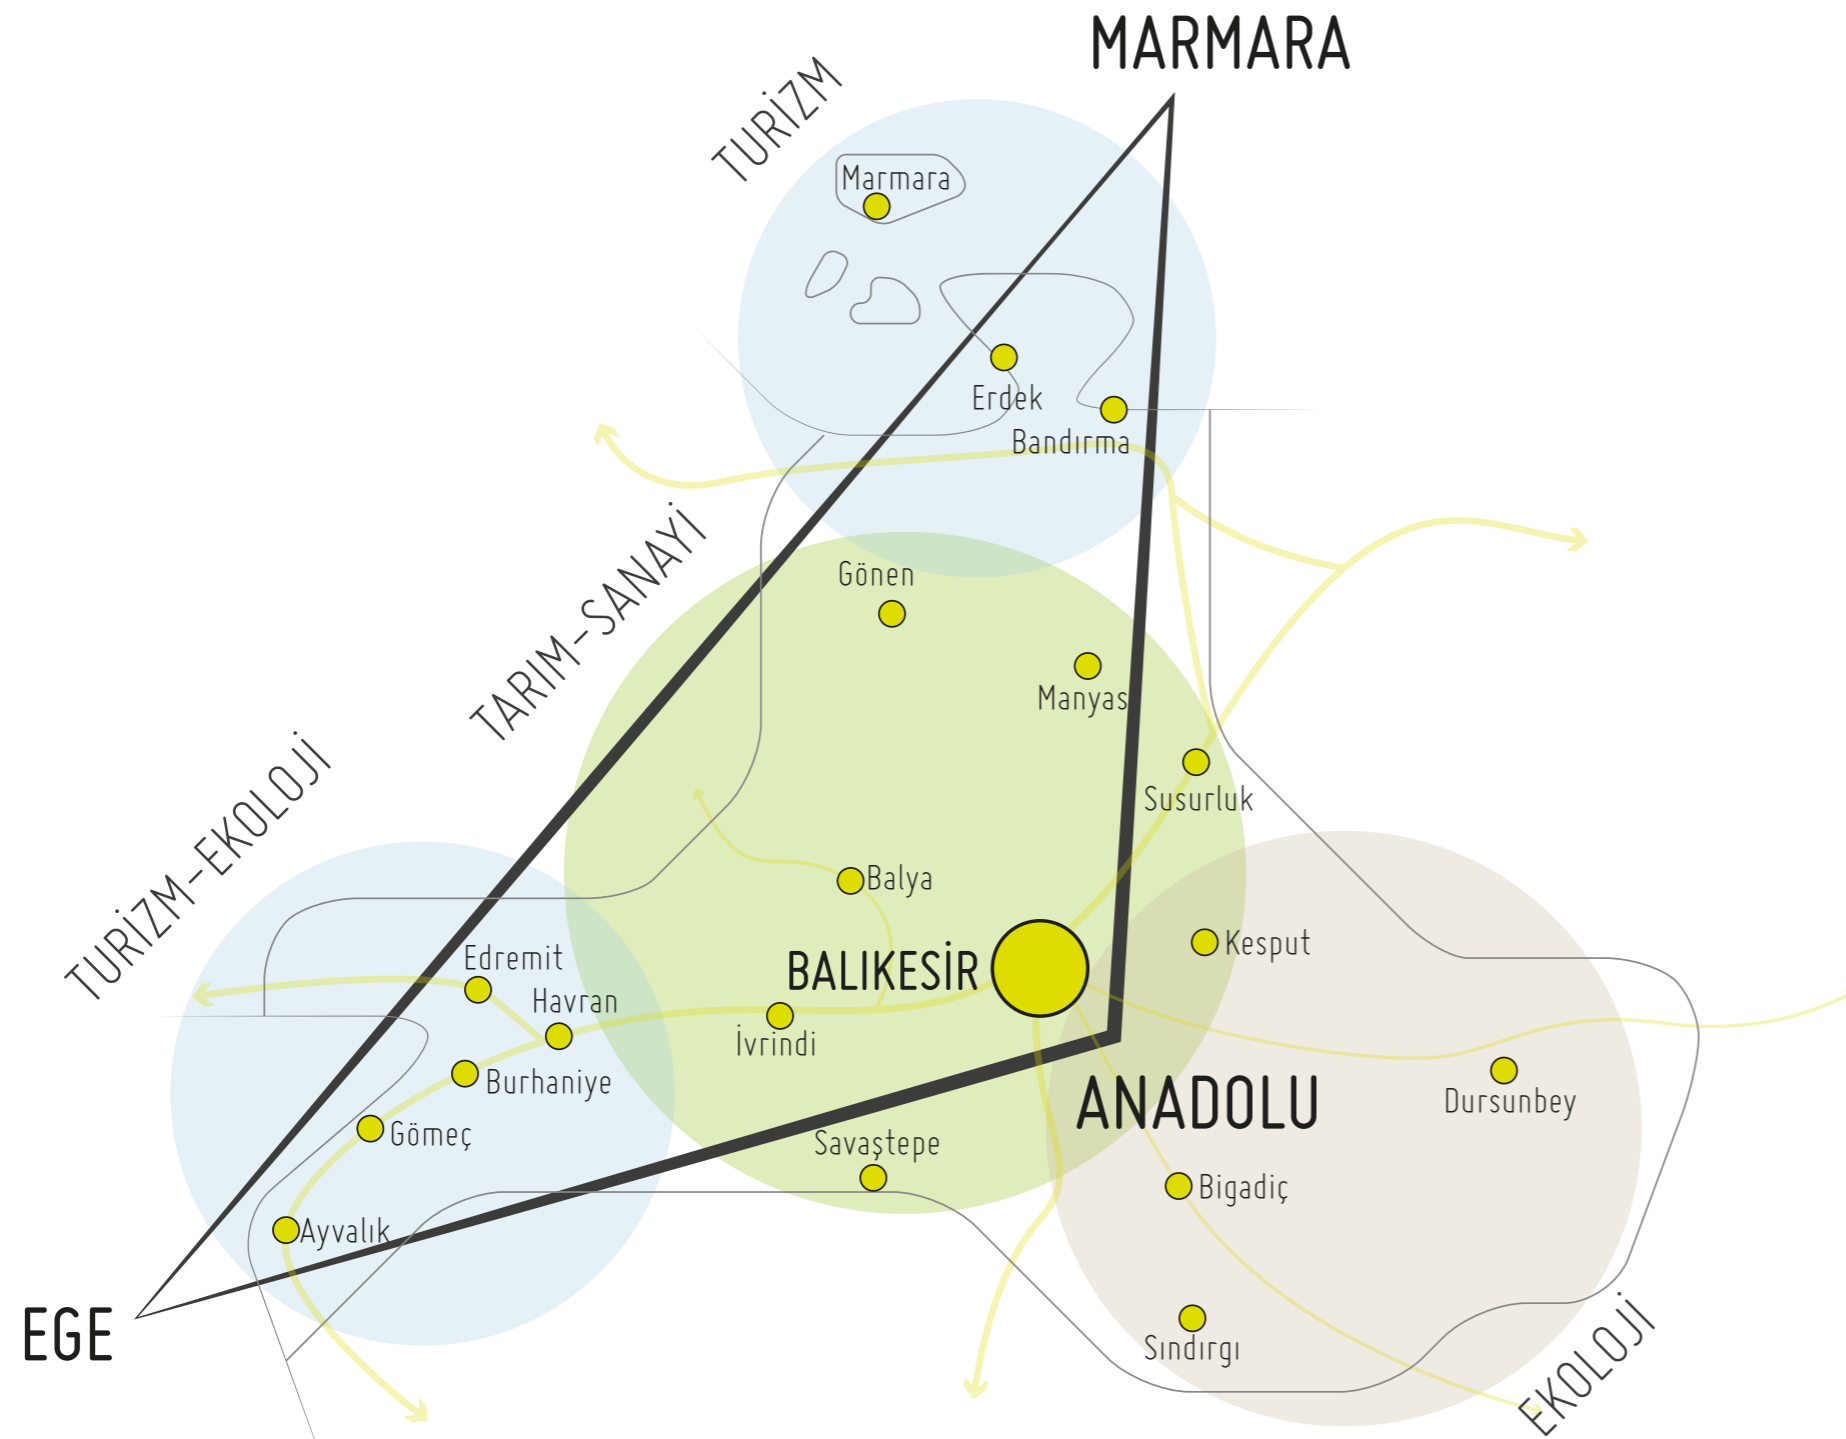 MARMARA
TURİZM
Marmara
Erdek
Bandırma
TARIM-SANAYİ
Gönen
Manyas
Susurluk
TURİZM-EKOLOJİ
Balya
Kesput
Edremit
BALIKESİR
Havran
İvrindi
Burhaniye
ANADOLU
Dursunbey
Gömeç
Savaştepe
Bigadiç
Ayvalık
EGE
Sındırgı
EKOLOJİ